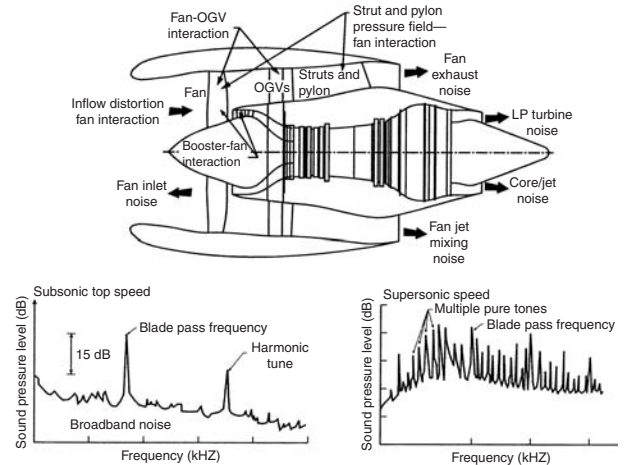 Fan-OGV
interaction
Strut and pylon
pressure field—
fan interaction
Fan
OGVs
Struts and
pylon
Fan
exhaust
noise
Inflow distortion
fan interaction
LP turbine
noise
Booster-fan
interaction
Fan inlet
noise
Core/jet
noise
Fan jet
mixing
noise
Subsonic top speed
Blade pass frequency
15 dB
Harmonic
tune
Broadband noise
Sound pressure level (dB)
Frequency (kHZ)
Supersonic speed
Multiple pure tones
Blade pass frequency
Sound pressure level (dB)
Frequency (kHZ)